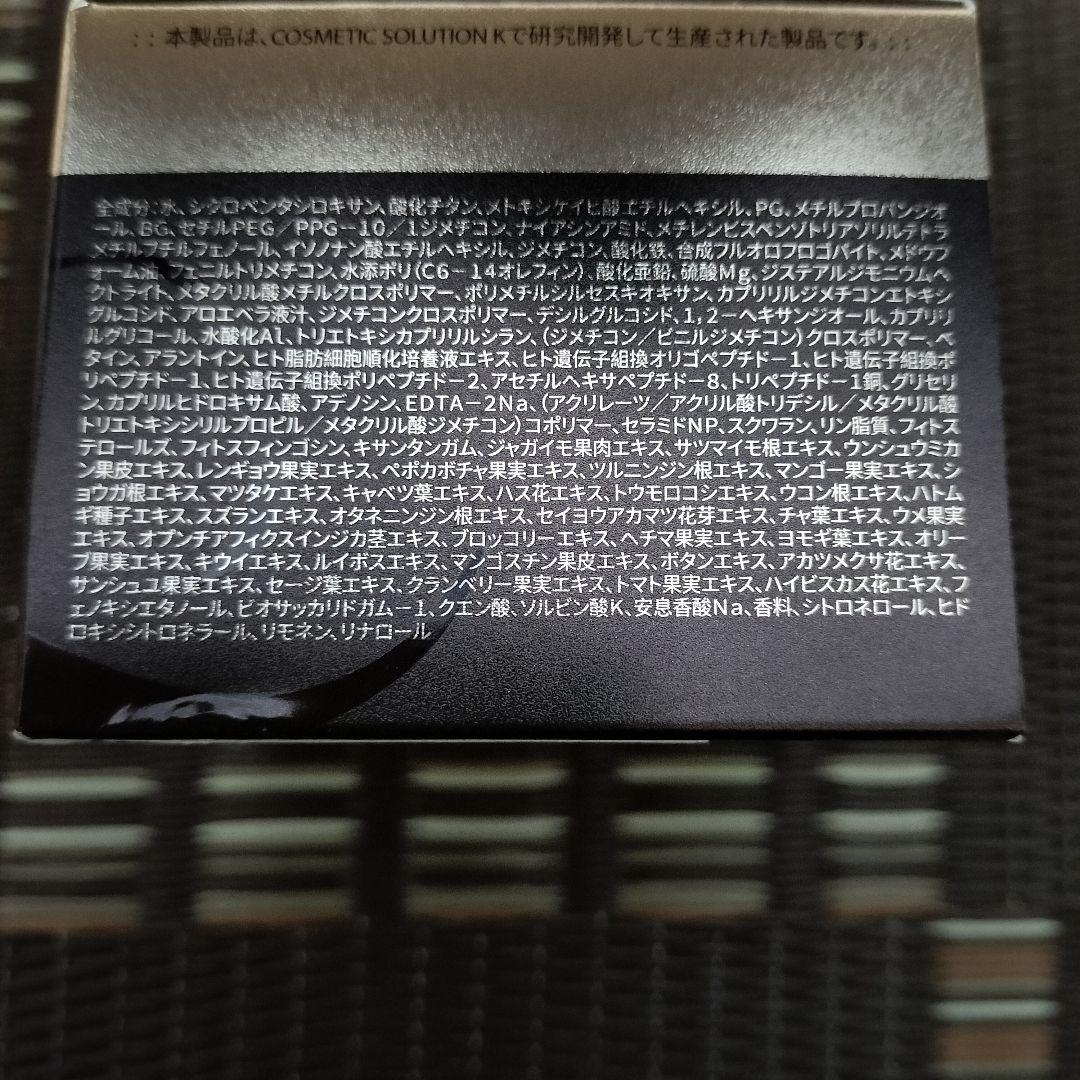 :: 本製品は、COSMETIC SOLUTION Kで研究開発して生産された製品です。::
全成分:水、シクロペンタシロキサン、酸化チタン、メトキシケイヒ酸エチルヘキシル、PG、メチルプロパンジオ
ール、BG、セチルPEG/PPG-10/1ジメチコン、ナイアシンアミド、メチレンビスベンゾトリアゾリルテトラ
メチルブチルフェノール、イソノナン酸エチルヘキシル、ジメチコン、酸化鉄、合成フルオロフロゴパイト、メドウフ
ォーム油、フェニルトリメチコン、水添ポリ(C6-14オレフィン)、酸化亜鉛、硫酸Mg、ジステアルジモニウムヘ
クトライト、メタクリル酸メチルクロスポリマー、ポリメチルシルセスキオキサン、カプリリルジメチコンエトキシ
グルコシド、アロエベラ液汁、ジメチコンクロスポリマー、デシルグルコシド、1,2-ヘキサンジオール、カプリリ
ルグリコール、水酸化Al、トリエトキシカプリリルシラン、(ジメチコン/ビニルジメチコン)クロスポリマー、ベ
タイン、アラントイン、ヒト脂肪細胞順化培養液エキス、ヒト遺伝子組換オリゴペプチド-1、ヒト遺伝子組換ポ
リペプチド-1、ヒト遺伝子組換ポリペプチド-2、アセチルヘキサペプチド-8、トリペプチド-1銅、グリセリ
ン、カプリルヒドロキサム酸、アデノシン、EDTA-2Na、(アクリレーツ/アクリル酸トリデシル/メタクリル酸
トリエトキシシリルプロピル/メタクリル酸ジメチコン)コポリマー、セラミドNP、スクワラン、リン脂質、フィトス
テロールズ、フィトスフィンゴシン、キサンタンガム、ジャガイモ果肉エキス、サツマイモ根エキス、ウンシュウミカ
ン果皮エキス、レンギョウ果実エキス、ペポカボチャ果実エキス、ツルニンジン根エキス、マンゴー果実エキス、シ
ョウガ根エキス、マツタケエキス、キャベツ葉エキス、ハス花エキス、トウモロコシエキス、ウコン根エキス、ハトム
ギ種子エキス、スズランエキス、オタネニンジン根エキス、セイヨウアカマツ花芽エキス、チャ葉エキス、ウメ果実
エキス、オプンチアフィクスインジカ茎エキス、ブロッコリーエキス、ヘチマ果実エキス、ヨモギ葉エキス、オリー
ブ果実エキス、キウイエキス、ルイボスエキス、マンゴスチン果皮エキス、ボタンエキス、アカツメクサ花エキス、
サンシュユ果実エキス、セージ葉エキス、クランベリー果実エキス、トマト果実エキス、ハイビスカス花エキス、フ
ェノキシエタノール、ビオサッカリドガム-1、クエン酸、ソルビン酸K、安息香酸Na、香料、シトロネロール、ヒド
ロキシシトロネラール、リモネン、リナロール